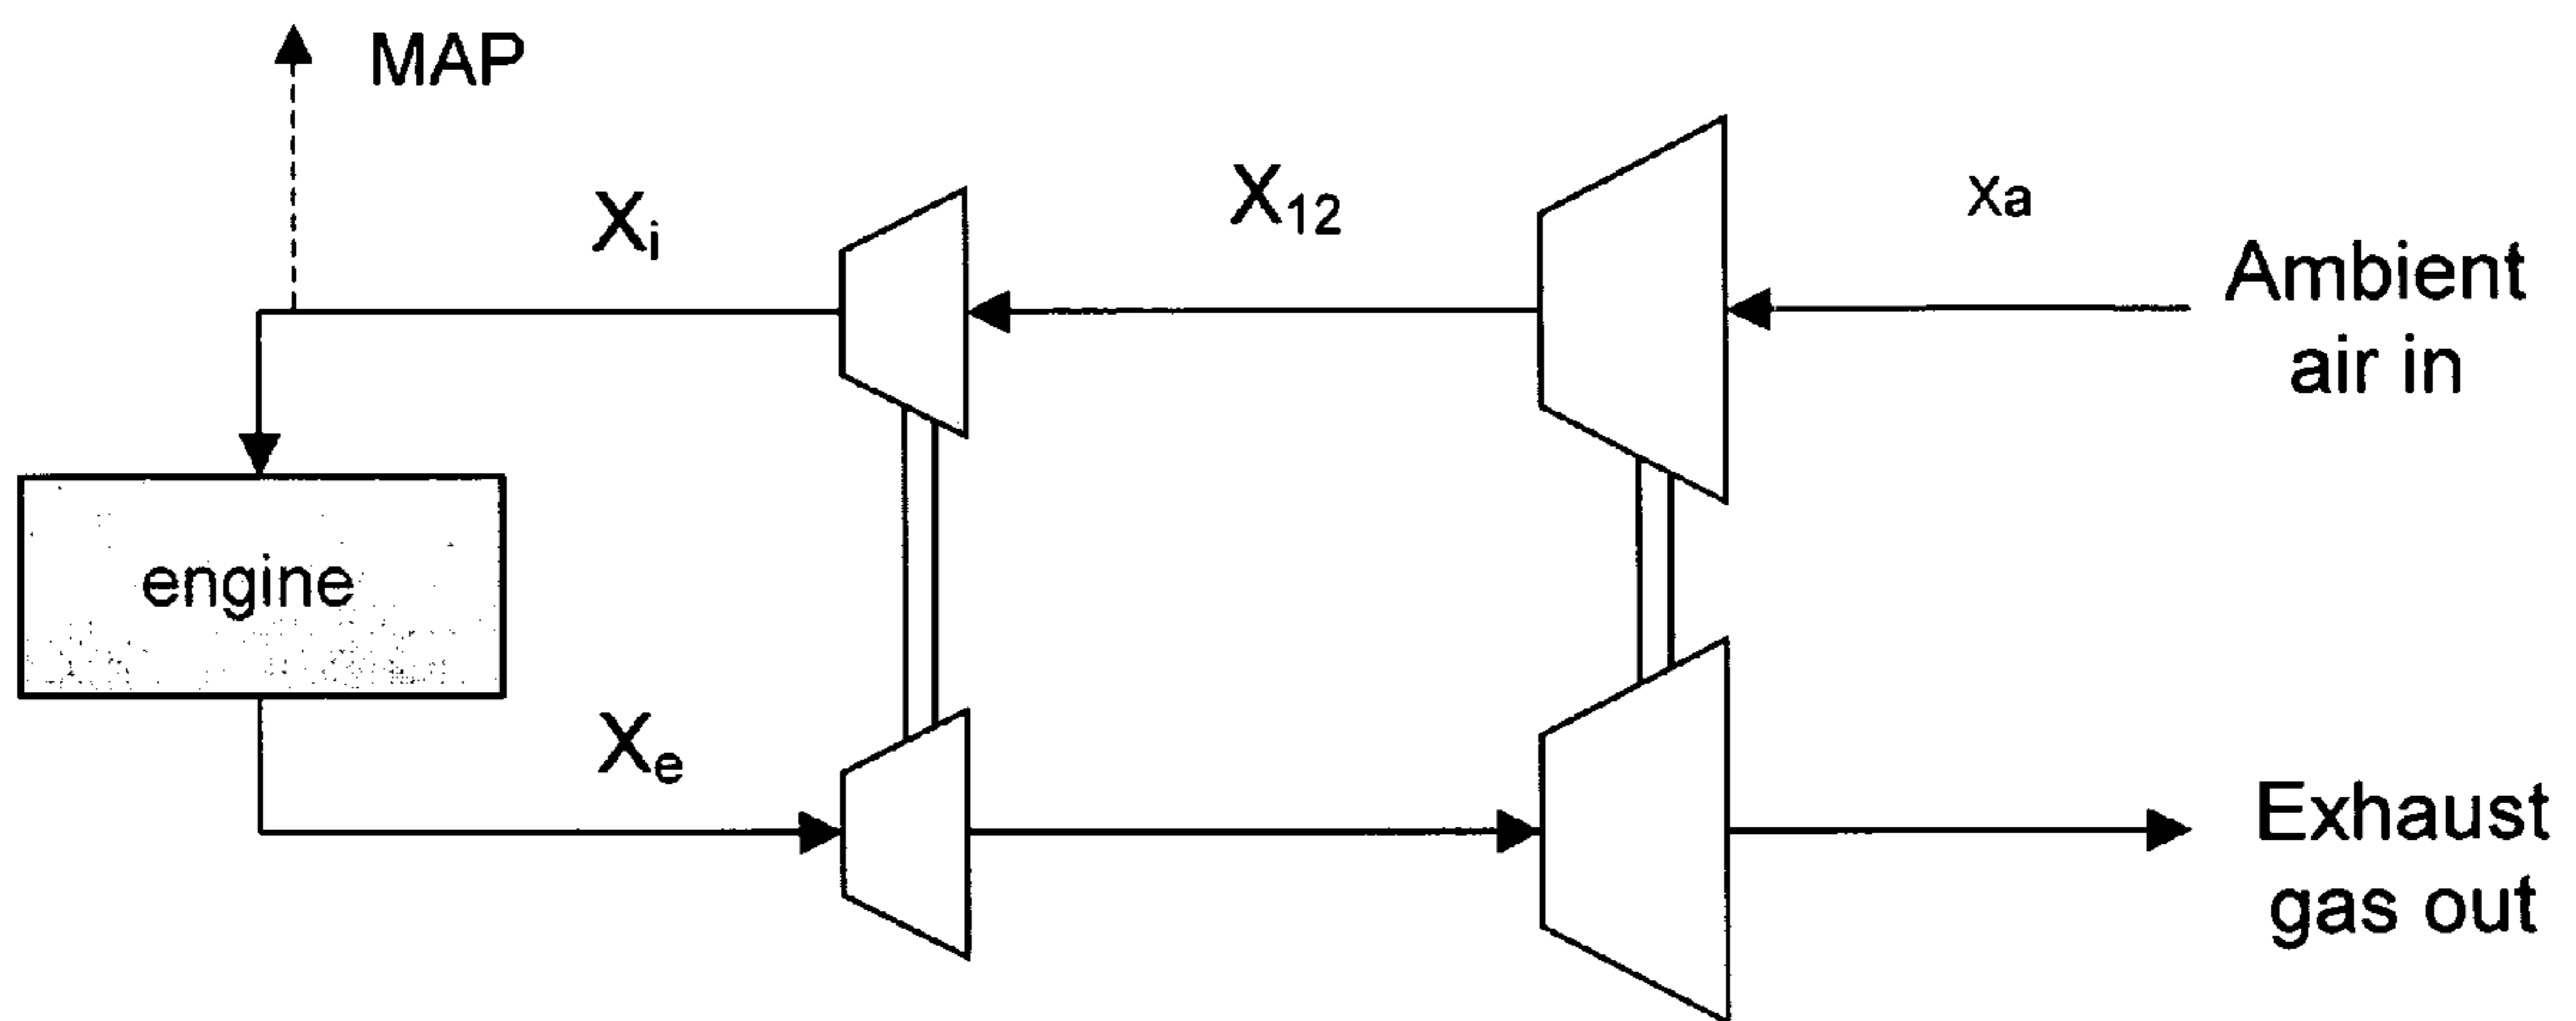 MAP
Xi
X12
Xa
Ambient
air in
engine
Xe
Exhaust
gas out